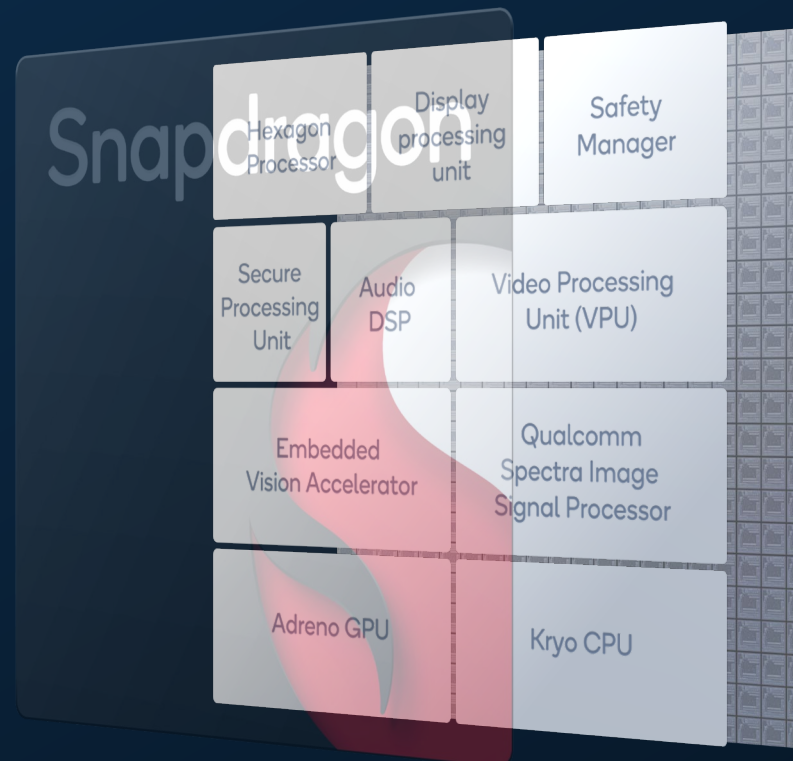 Snapdragon
Hexagon
Processor
Display
processing
unit
Safety
Manager
Secure
Processing
Unit
Audio
DSP
Video Processing
Unit (VPU)
Embedded
Vision Accelerator
Qualcomm
Spectra Image
Signal Processor
Adreno GPU
Kryo CPU